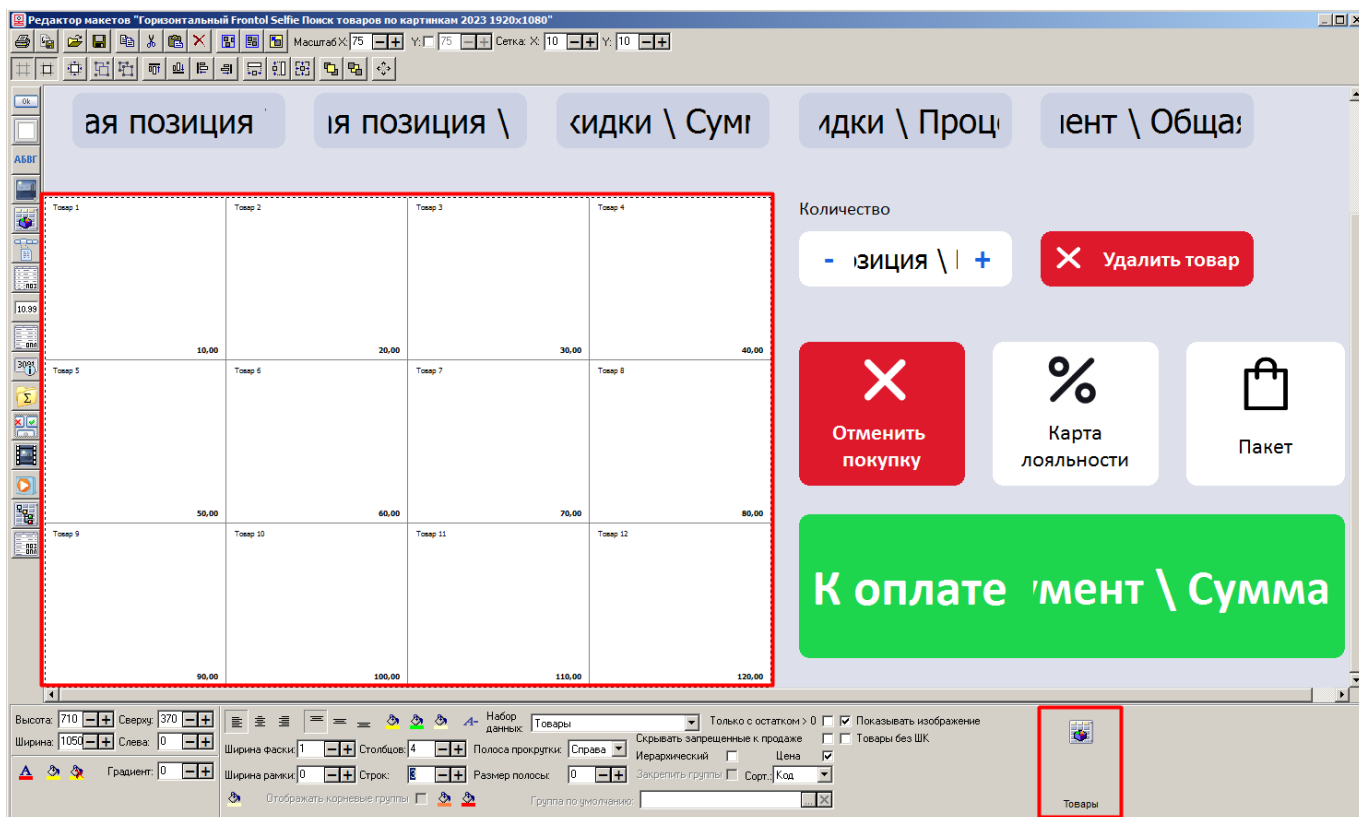 Редактор макетов "Горизонтальный Frontol Selfie Поиск товаров по картинкам 2023 1920x1080"
Масштаб X: 75 Y: 75 Сетка: X: 10 Y: 10
Ok
АБВГ
10.99
ая позиция
ия позиция \
кидки \ Сумм
идки \ Проц
мент \ Общая
Товар 1 Товар 2 Товар 3 Товар 4
10,00 20,00 30,00 40,00
Товар 5 Товар 6 Товар 7 Товар 8
50,00 60,00 70,00 80,00
Товар 9 Товар 10 Товар 11 Товар 12
90,00 100,00 110,00 120,00
Количество
- озиция \ +
Удалить товар
Отменить
покупку
%
Карта
лояльности
Пакет
К оплате умент \ Сумма
Высота: 710 Сверху: 370
Ширина: 1050 Слева: 0
Градиент: 0
Набор
данных: Товары
Ширина фаски: 1 Столбцов: 4 Полоса прокрутки: Справа
Ширина рамки: 0 Строк: 3 Размер полосы: 0
Отображать корневые группы Группа по умолчанию:
Только с остатком > 0 Показывать изображение
Скрывать запрещенные к продаже Товары без ШК
Иерархический Цена
Закрепить группы Сорт.: Код
Товары